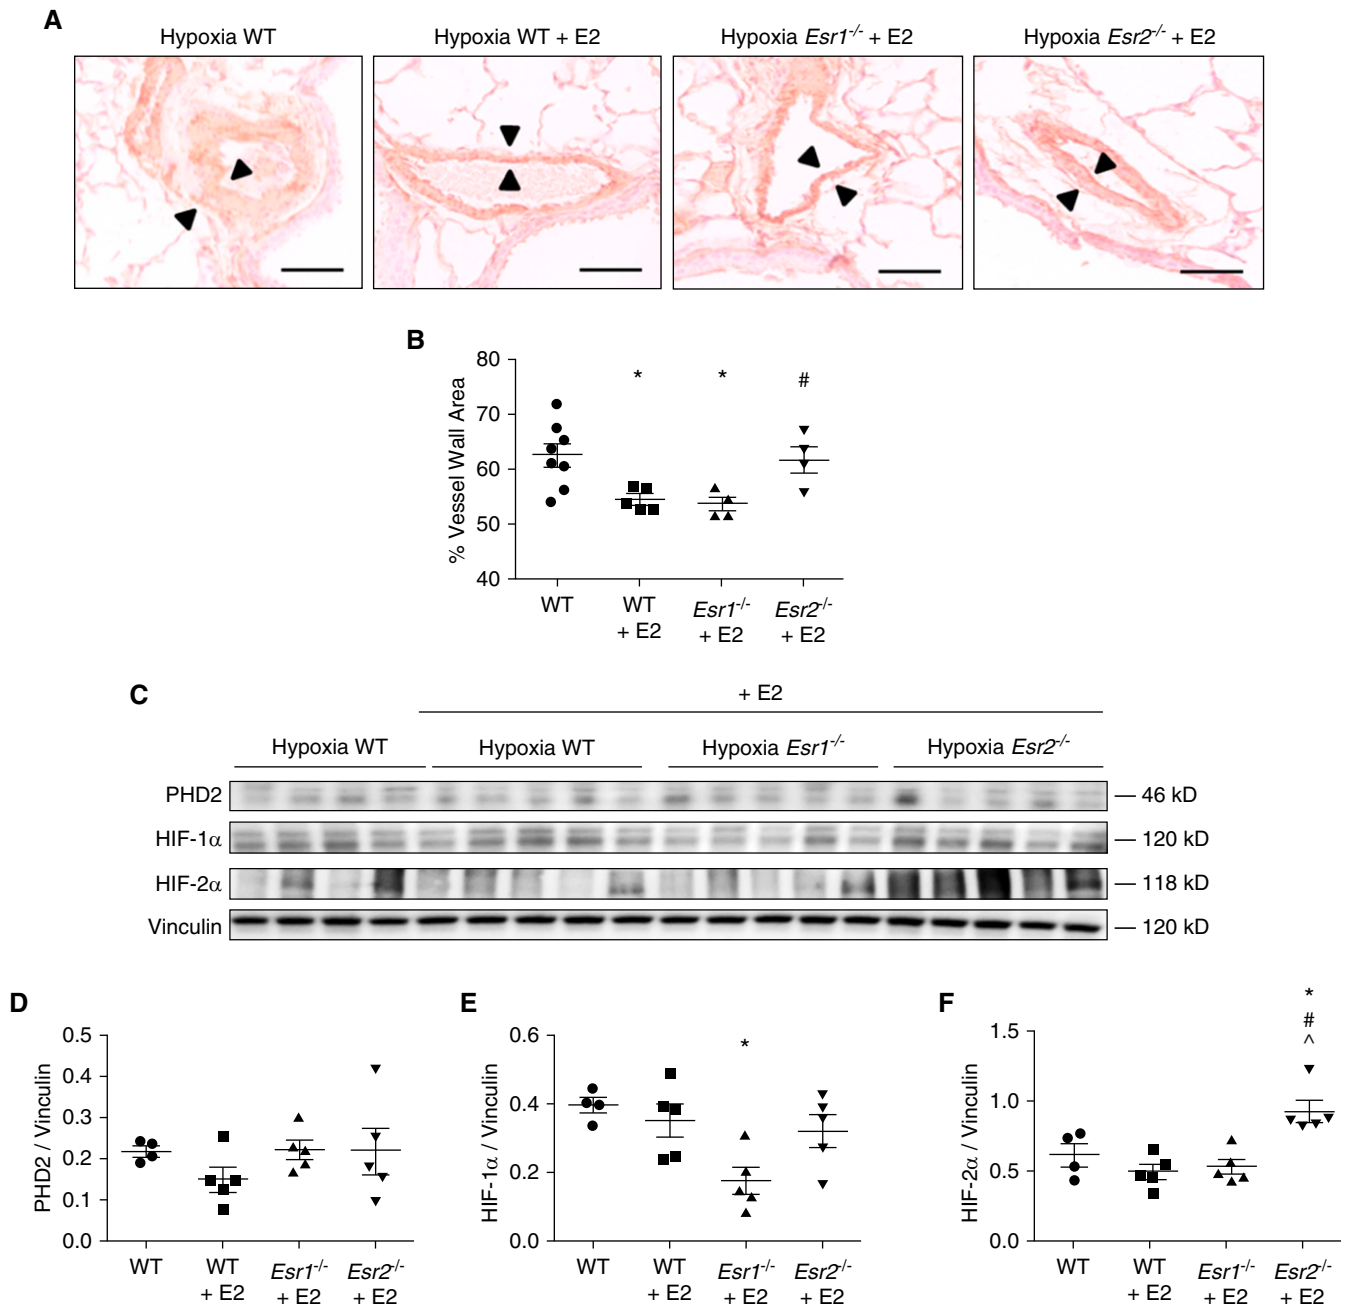 A
Hypoxia WT
Hypoxia WT + E2
Hypoxia Esr1-/- + E2
Hypoxia Esr2-/- + E2
B
% Vessel Wall Area
80
70
60
50
40
*
*
#
WT
WT + E2
Esr1-/- + E2
Esr2-/- + E2
C
+ E2
Hypoxia WT
Hypoxia WT
Hypoxia Esr1-/-
Hypoxia Esr2-/-
PHD2
46 kD
HIF-1α
120 kD
HIF-2α
118 kD
Vinculin
120 kD
D
PHD2 / Vinculin
0.5
0.4
0.3
0.2
0.1
0.0
WT
WT + E2
Esr1-/- + E2
Esr2-/- + E2
E
HIF-1α / Vinculin
0.6
0.4
0.2
0.0
*
WT
WT + E2
Esr1-/- + E2
Esr2-/- + E2
F
HIF-2α / Vinculin
1.5
1.0
0.5
0.0
*
#
^
WT
WT + E2
Esr1-/- + E2
Esr2-/- + E2